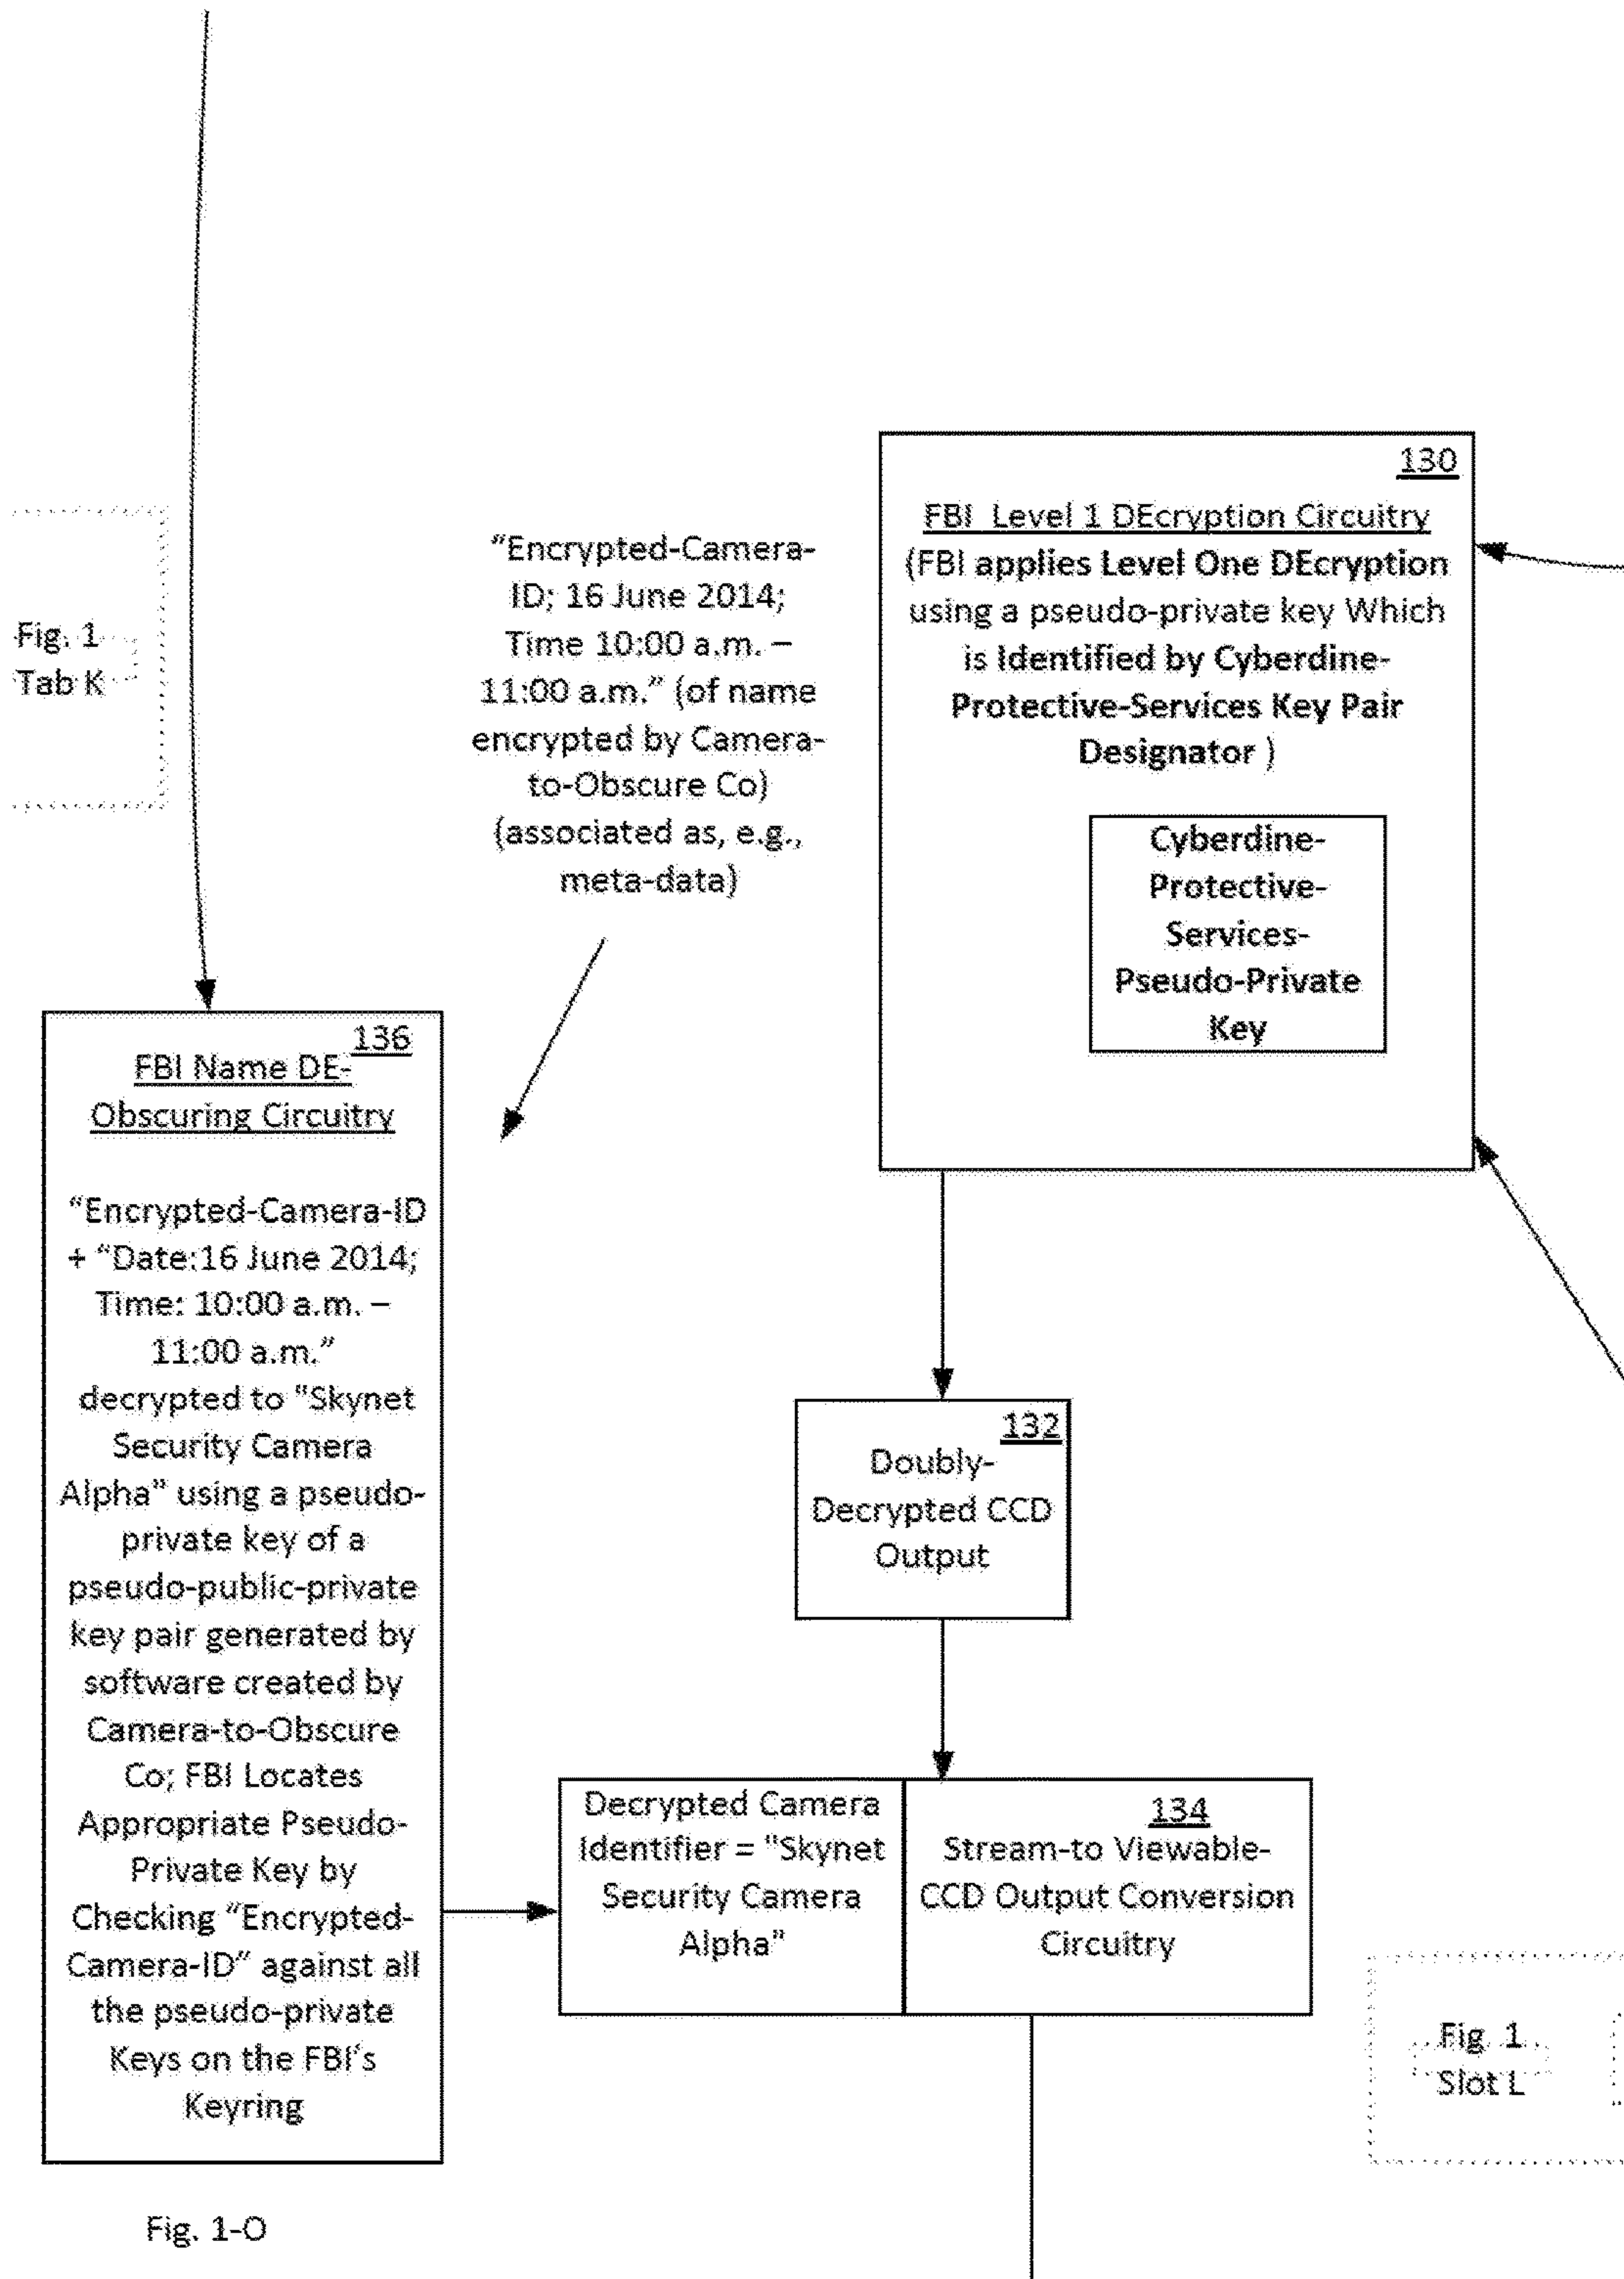 Fig. 1
Tab K
“Encrypted-Camera-
ID; 16 June 2014;
Time 10:00 a.m. –
11:00 a.m.” (of name
encrypted by Camera-
to-Obscure Co)
(associated as, e.g.,
meta-data)
130
FBI Level 1 DEcryption Circuitry
(FBI applies Level One DEcryption
using a pseudo-private key Which
is Identified by Cyberdine-
Protective-Services Key Pair
Designator )
Cyberdine-
Protective-
Services-
Pseudo-Private
Key
136
FBI Name DE-
Obscuring Circuitry
“Encrypted-Camera-ID
+ “Date:16 June 2014;
Time: 10:00 a.m. –
11:00 a.m.”
decrypted to "Skynet
Security Camera
Alpha" using a pseudo-
private key of a
pseudo-public-private
key pair generated by
software created by
Camera-to-Obscure
Co; FBI Locates
Appropriate Pseudo-
Private Key by
Checking “Encrypted-
Camera-ID” against all
the pseudo-private
Keys on the FBI's
Keyring
132
Doubly-
Decrypted CCD
Output
Decrypted Camera
Identifier = "Skynet
Security Camera
Alpha"
134
Stream-to Viewable-
CCD Output Conversion
Circuitry
Fig. 1
Slot L
Fig. 1-O